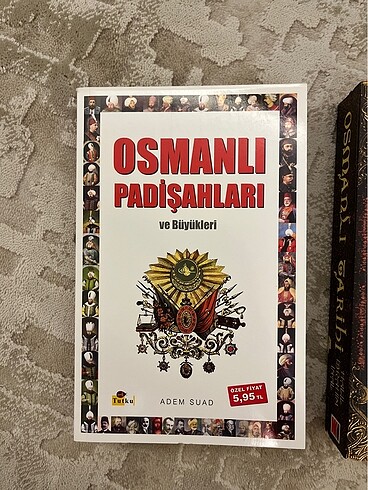 OSMANLI
PADİŞAHLARI
ve Büyükleri
ÖZEL FİYAT
5,95 TL
Tutku
ADEM SUAD
OSMANLI TARİHİ